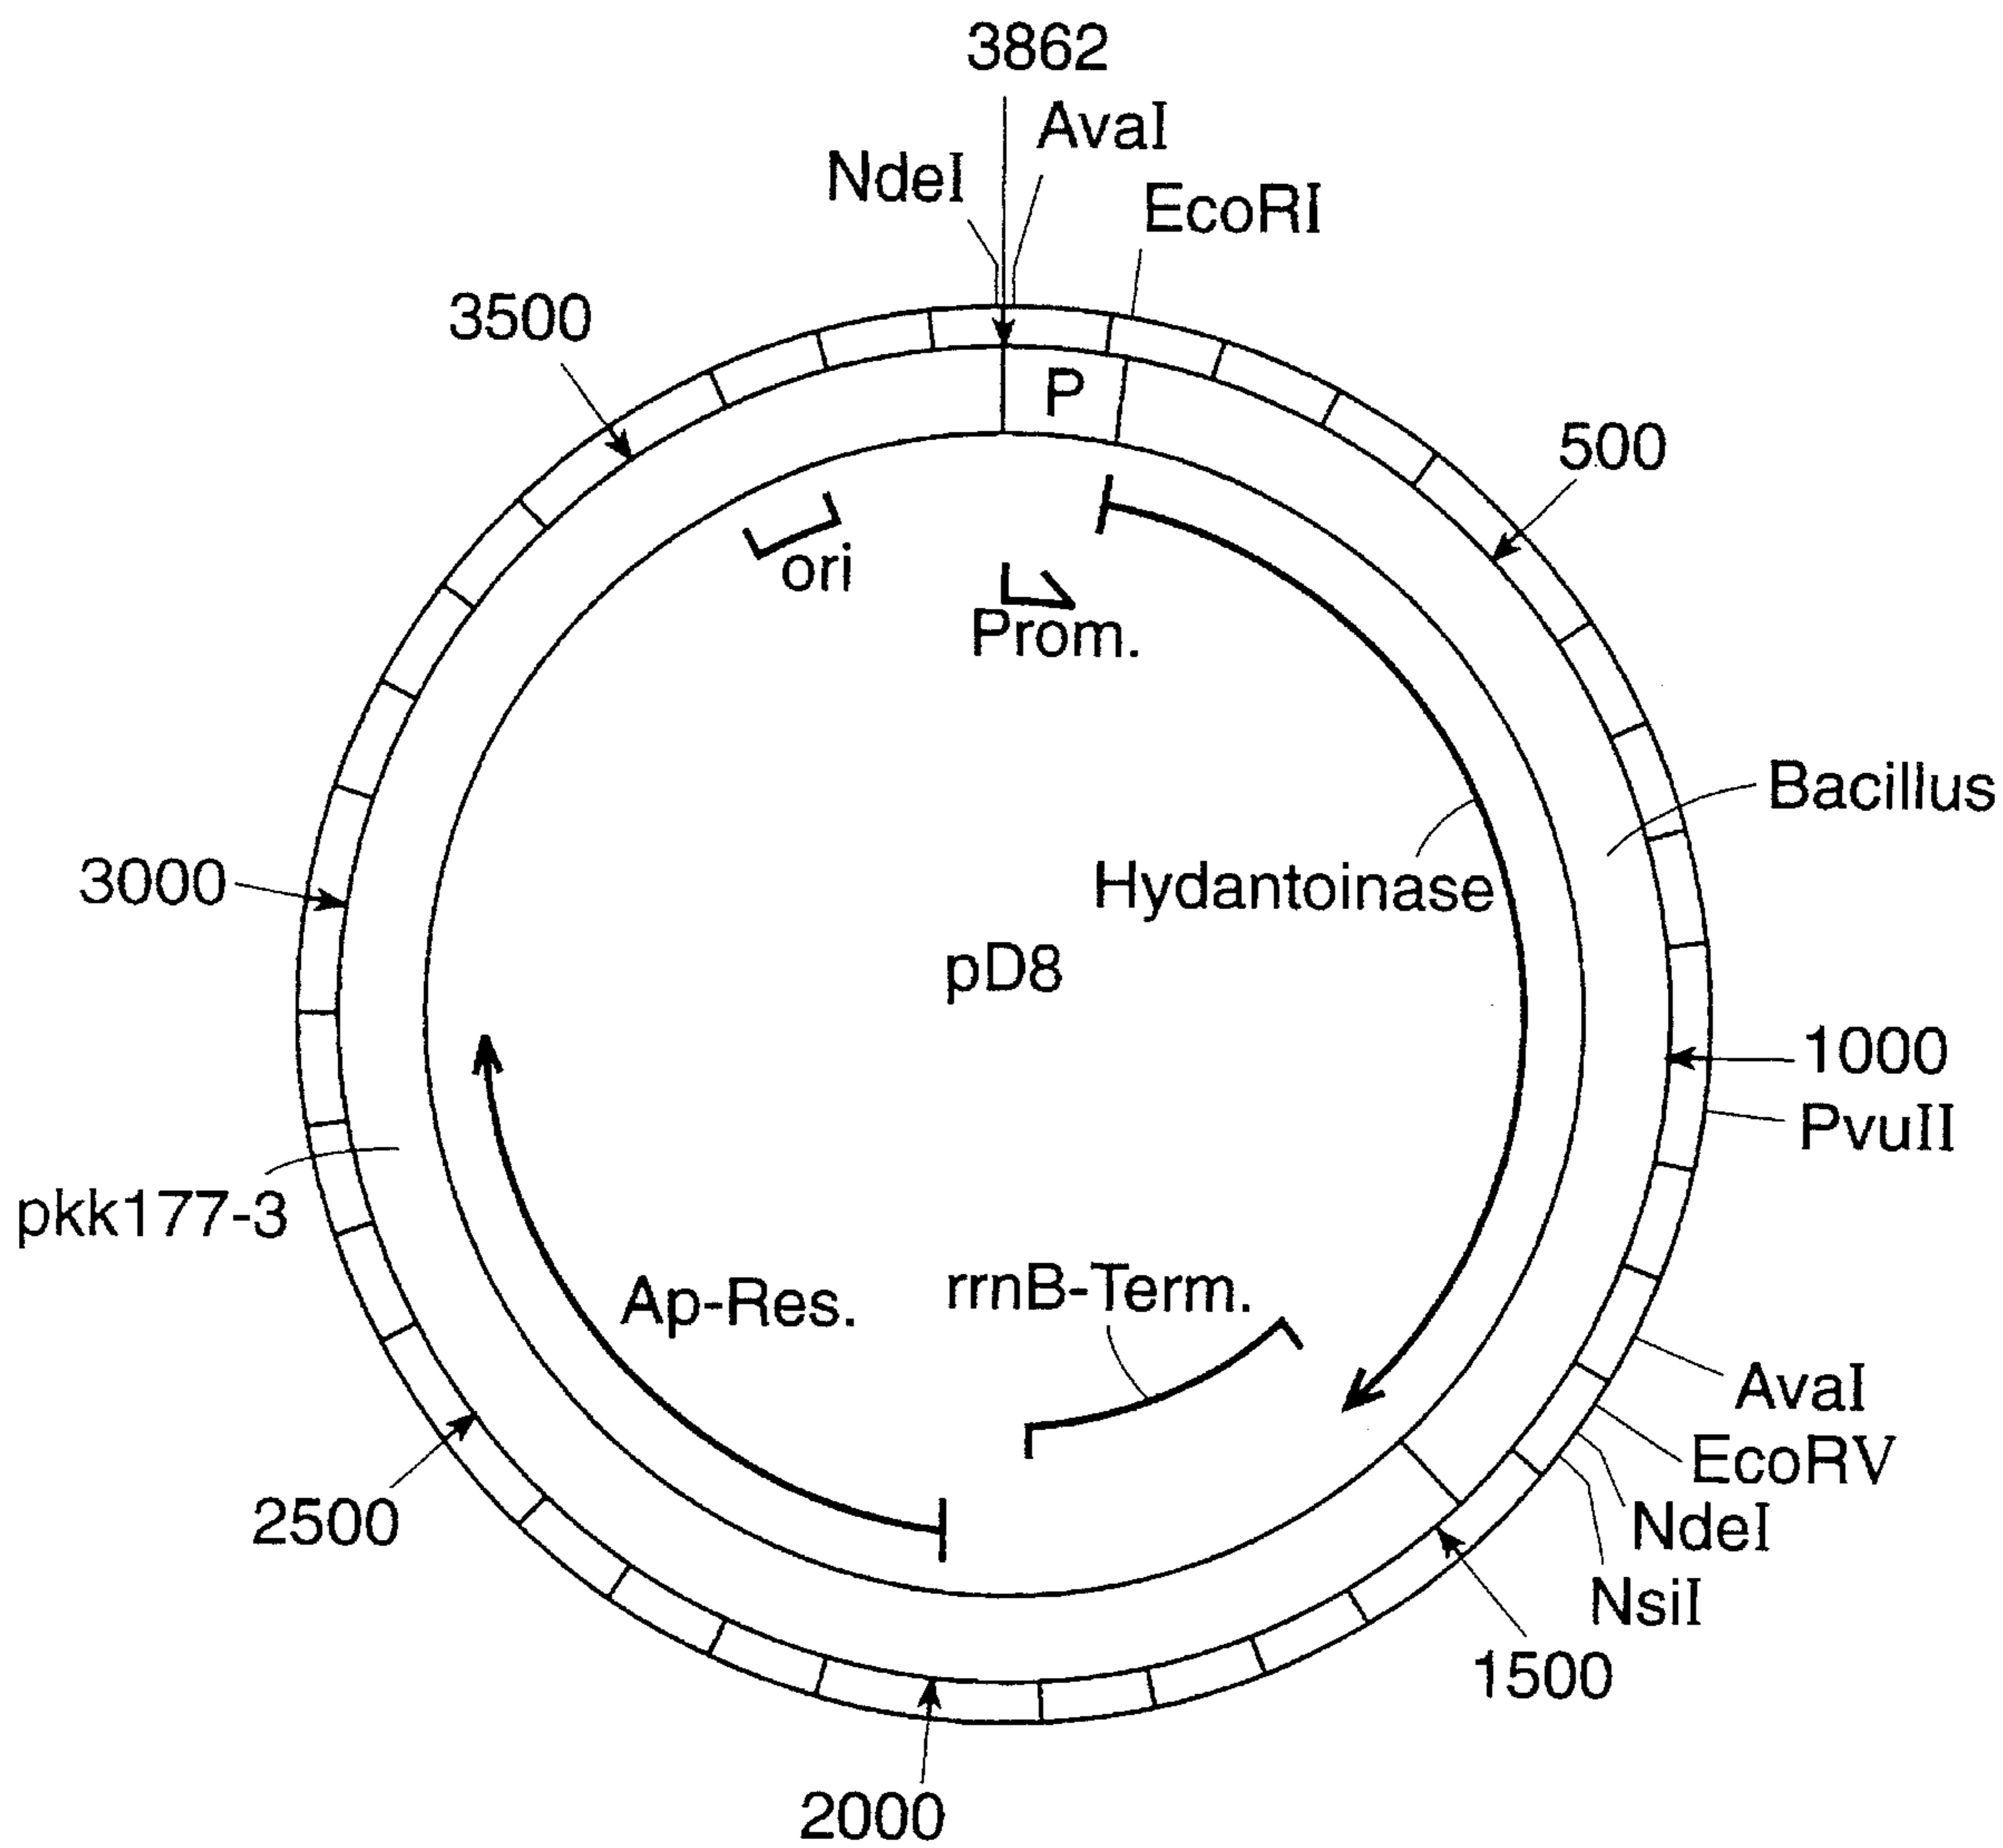 3862
AvaI
NdeI
EcoRI
3500
P
500
ori
Prom.
Bacillus
3000
Hydantoinase
pD8
1000
PvuII
pkk177-3
Ap-Res.
rrnB-Term.
AvaI
EcoRV
2500
NdeI
NsiI
1500
2000